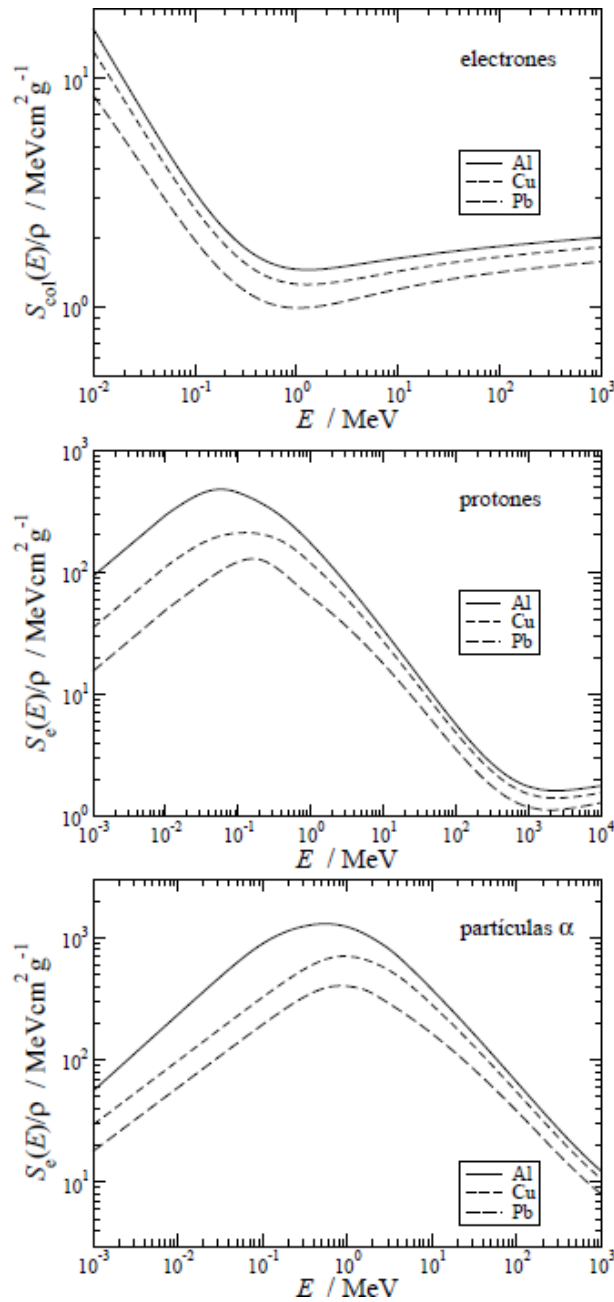 electrones
10¹
10⁰
S_col(E)/ρ / MeVcm² g⁻¹
Al
Cu
Pb
10⁻² 10⁻¹ 10⁰ 10¹ 10² 10³
E / MeV
protones
10³
10²
10¹
10⁰
S_e(E)/ρ / MeVcm² g⁻¹
Al
Cu
Pb
10⁻³ 10⁻² 10⁻¹ 10⁰ 10¹ 10² 10³ 10⁴
E / MeV
partículas α
10³
10²
10¹
S_e(E)/ρ / MeVcm² g⁻¹
Al
Cu
Pb
10⁻³ 10⁻² 10⁻¹ 10⁰ 10¹ 10² 10³
E / MeV